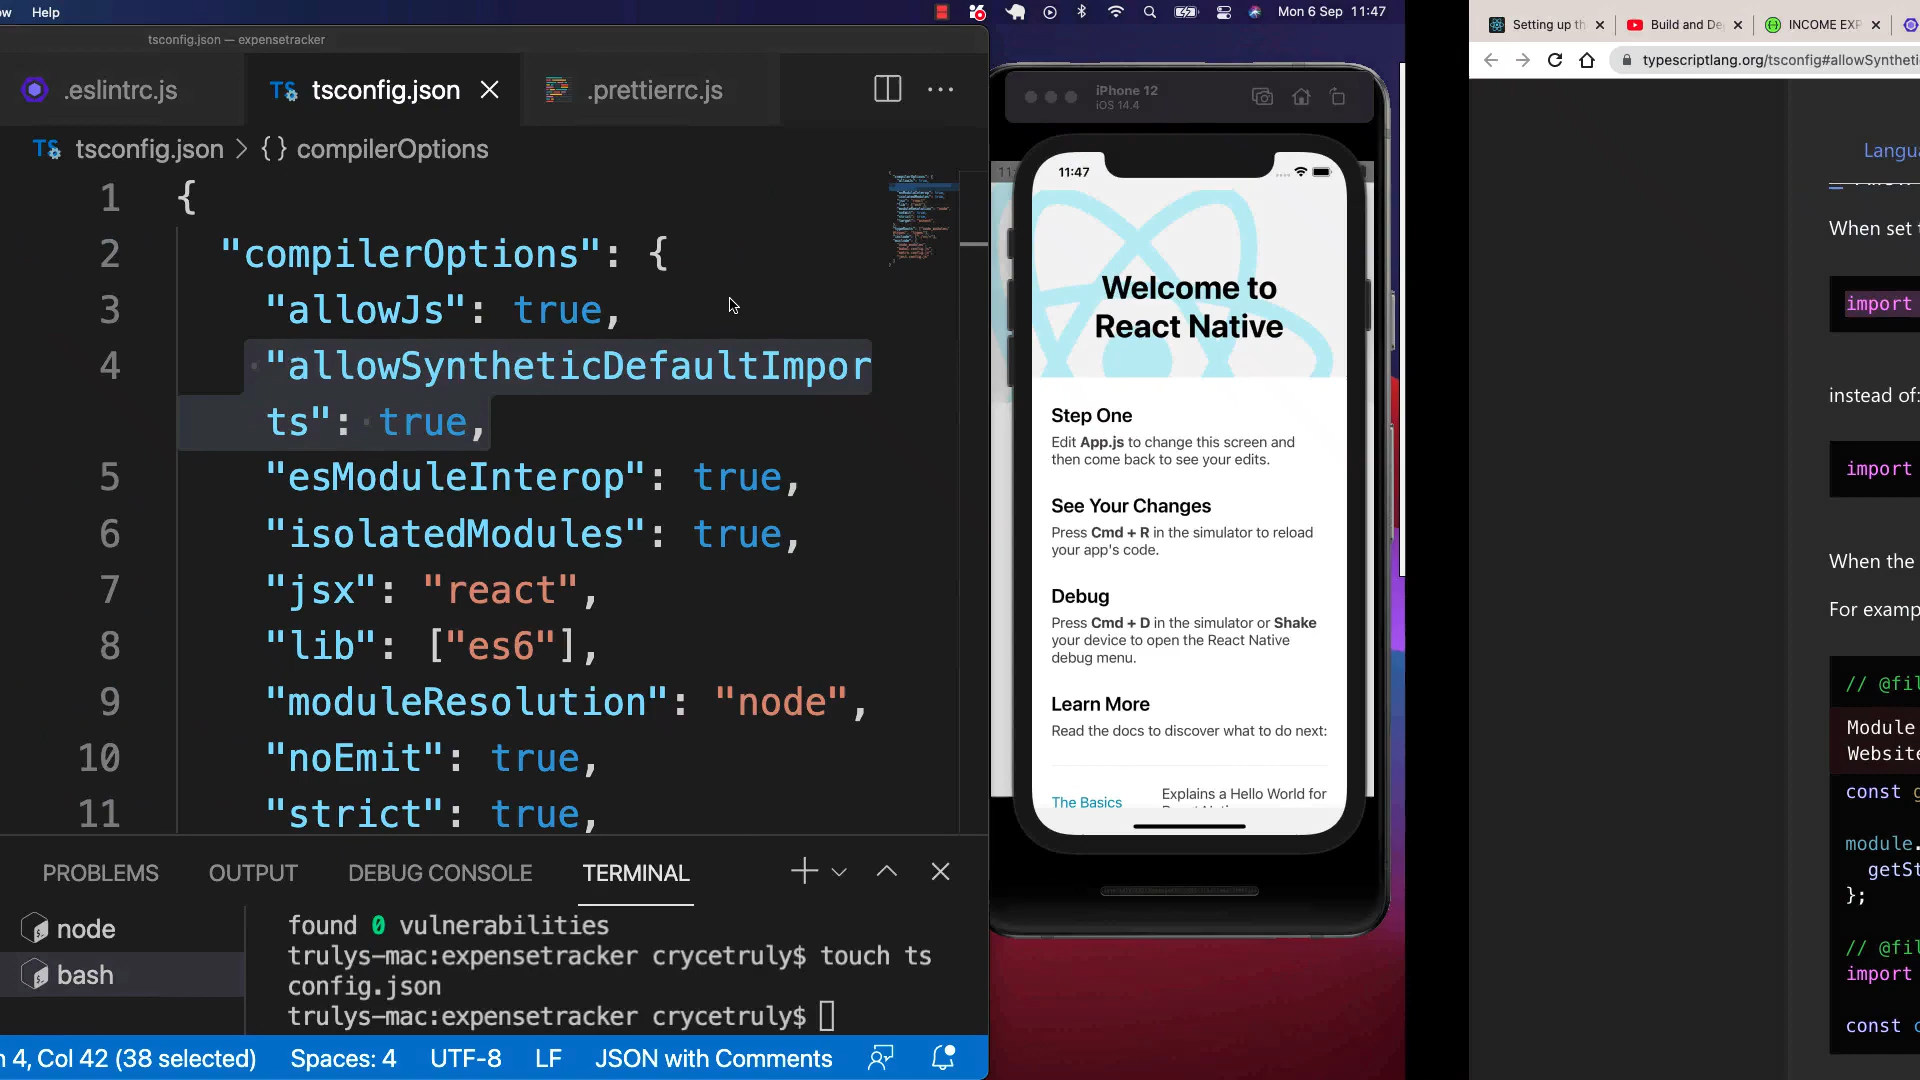 Help
Mon 6 Sep 11:47
tsconfig.json — expensetracker
.eslintrc.js
TS tsconfig.json
.prettierrc.js
TS tsconfig.json > {} compilerOptions
1 {
2 "compilerOptions": {
3 "allowJs": true,
4 "allowSyntheticDefaultImpor
ts": true,
5 "esModuleInterop": true,
6 "isolatedModules": true,
7 "jsx": "react",
8 "lib": ["es6"],
9 "moduleResolution": "node",
10 "noEmit": true,
11 "strict": true,
PROBLEMS OUTPUT DEBUG CONSOLE TERMINAL
node
bash
found 0 vulnerabilities
trulys-mac:expensetracker crycetruly$ touch ts
config.json
trulys-mac:expensetracker crycetruly$
4, Col 42 (38 selected) Spaces: 4 UTF-8 LF JSON with Comments
iPhone 12
iOS 14.4
11:47
Welcome to
React Native
Step One
Edit App.js to change this screen and
then come back to see your edits.
See Your Changes
Press Cmd + R in the simulator to reload
your app's code.
Debug
Press Cmd + D in the simulator or Shake
your device to open the React Native
debug menu.
Learn More
Read the docs to discover what to do next:
The Basics
Explains a Hello World for
Setting up th
Build and De
INCOME EXP
typescriptlang.org/tsconfig#allowSyntheti
Langua
When set
import
instead of:
import
When the
For examp
// @fil
Module
Website
const g
module.
getSt
};
// @fil
import
const